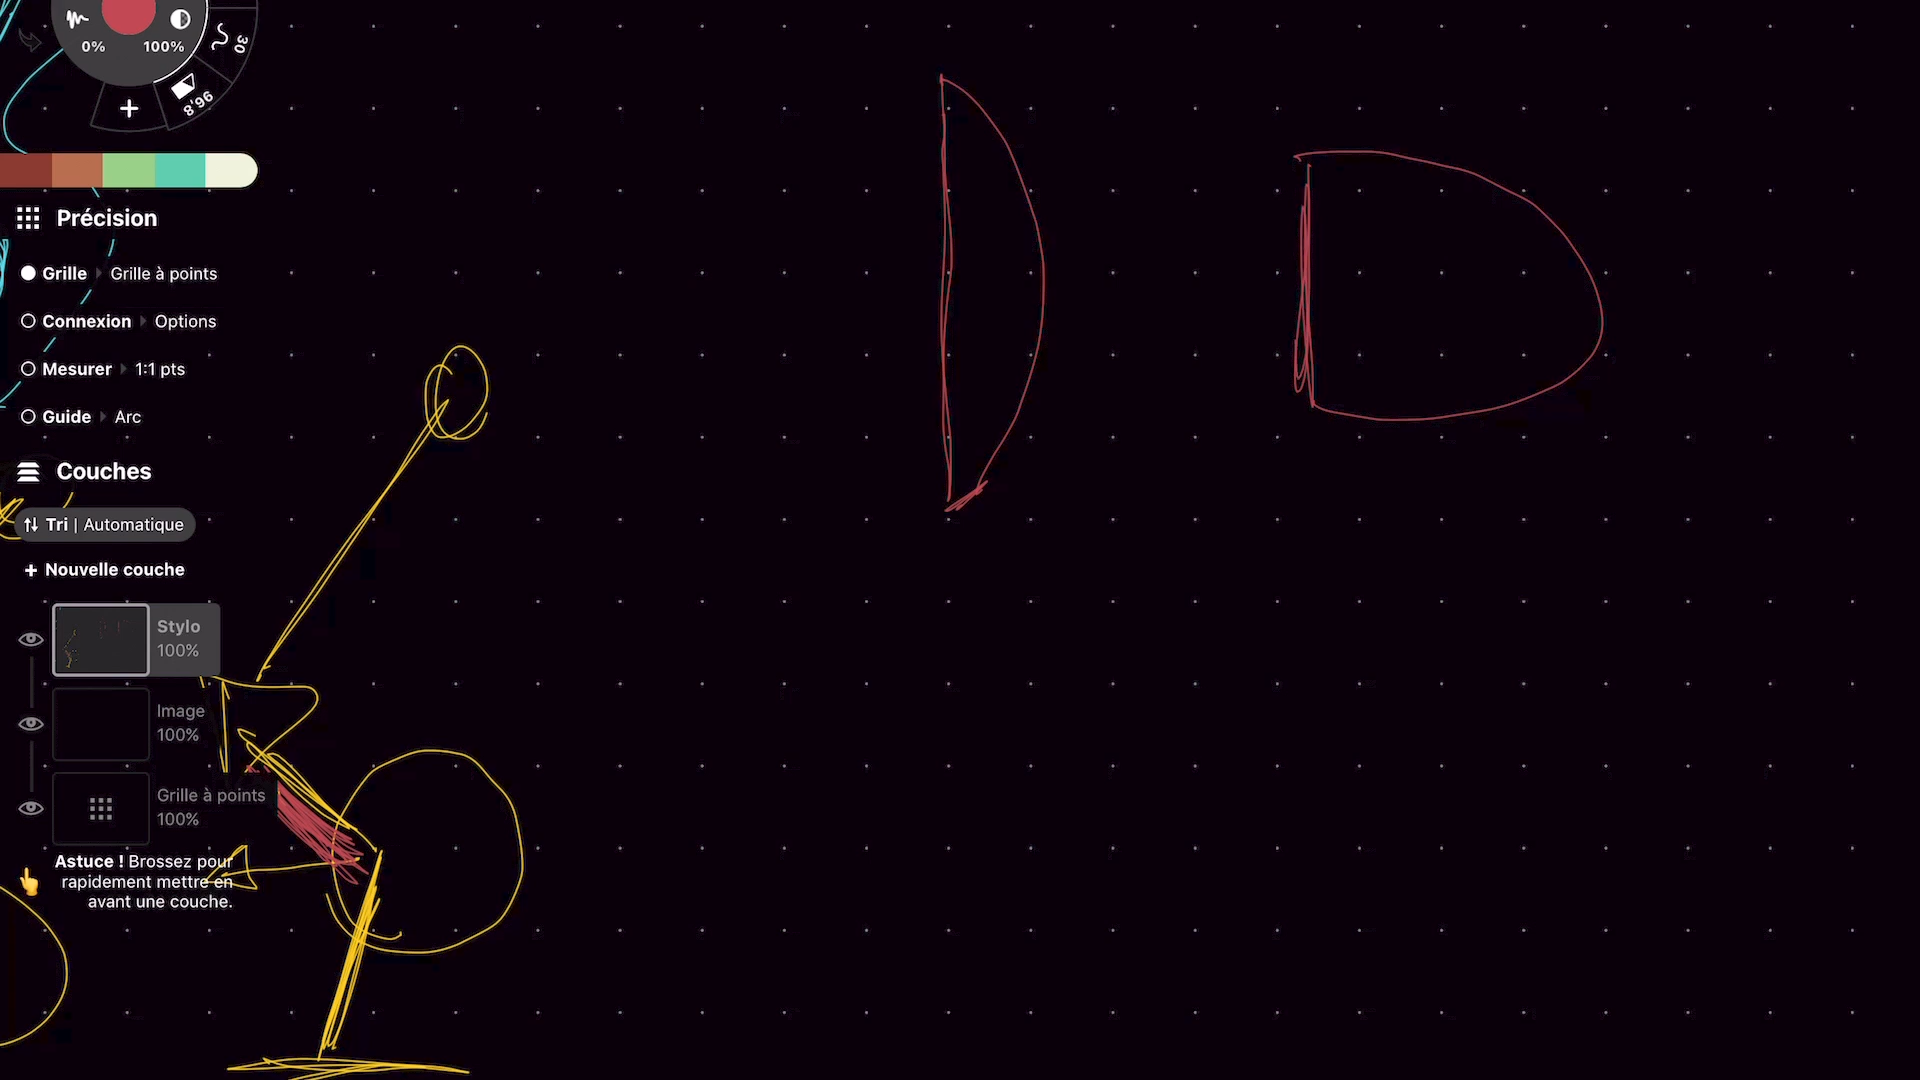 0% 100%
30
8,96
Précision
Grille Grille à points
Connexion Options
Mesurer 1:1 pts
Guide Arc
Couches
Tri | Automatique
+ Nouvelle couche
Stylo
100%
Image
100%
Grille à points
100%
Astuce ! Brossez pour
rapidement mettre en
avant une couche.